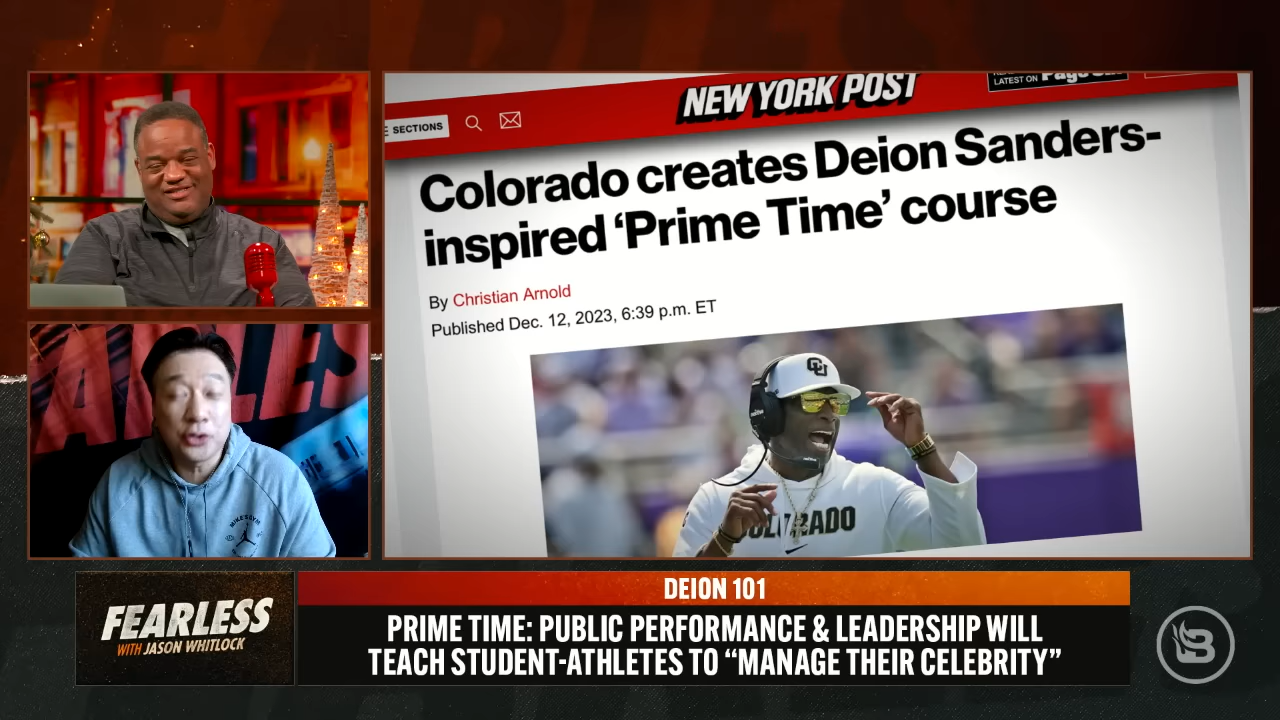 NEW YORK POST
SECTIONS
LATEST ON
Colorado creates Deion Sanders-
inspired ‘Prime Time’ course
By Christian Arnold
Published Dec. 12, 2023, 6:39 p.m. ET
CU
COLORADO
FEARLESS
WITH JASON WHITLOCK
DEION 101
PRIME TIME: PUBLIC PERFORMANCE & LEADERSHIP WILL
TEACH STUDENT-ATHLETES TO “MANAGE THEIR CELEBRITY”
B